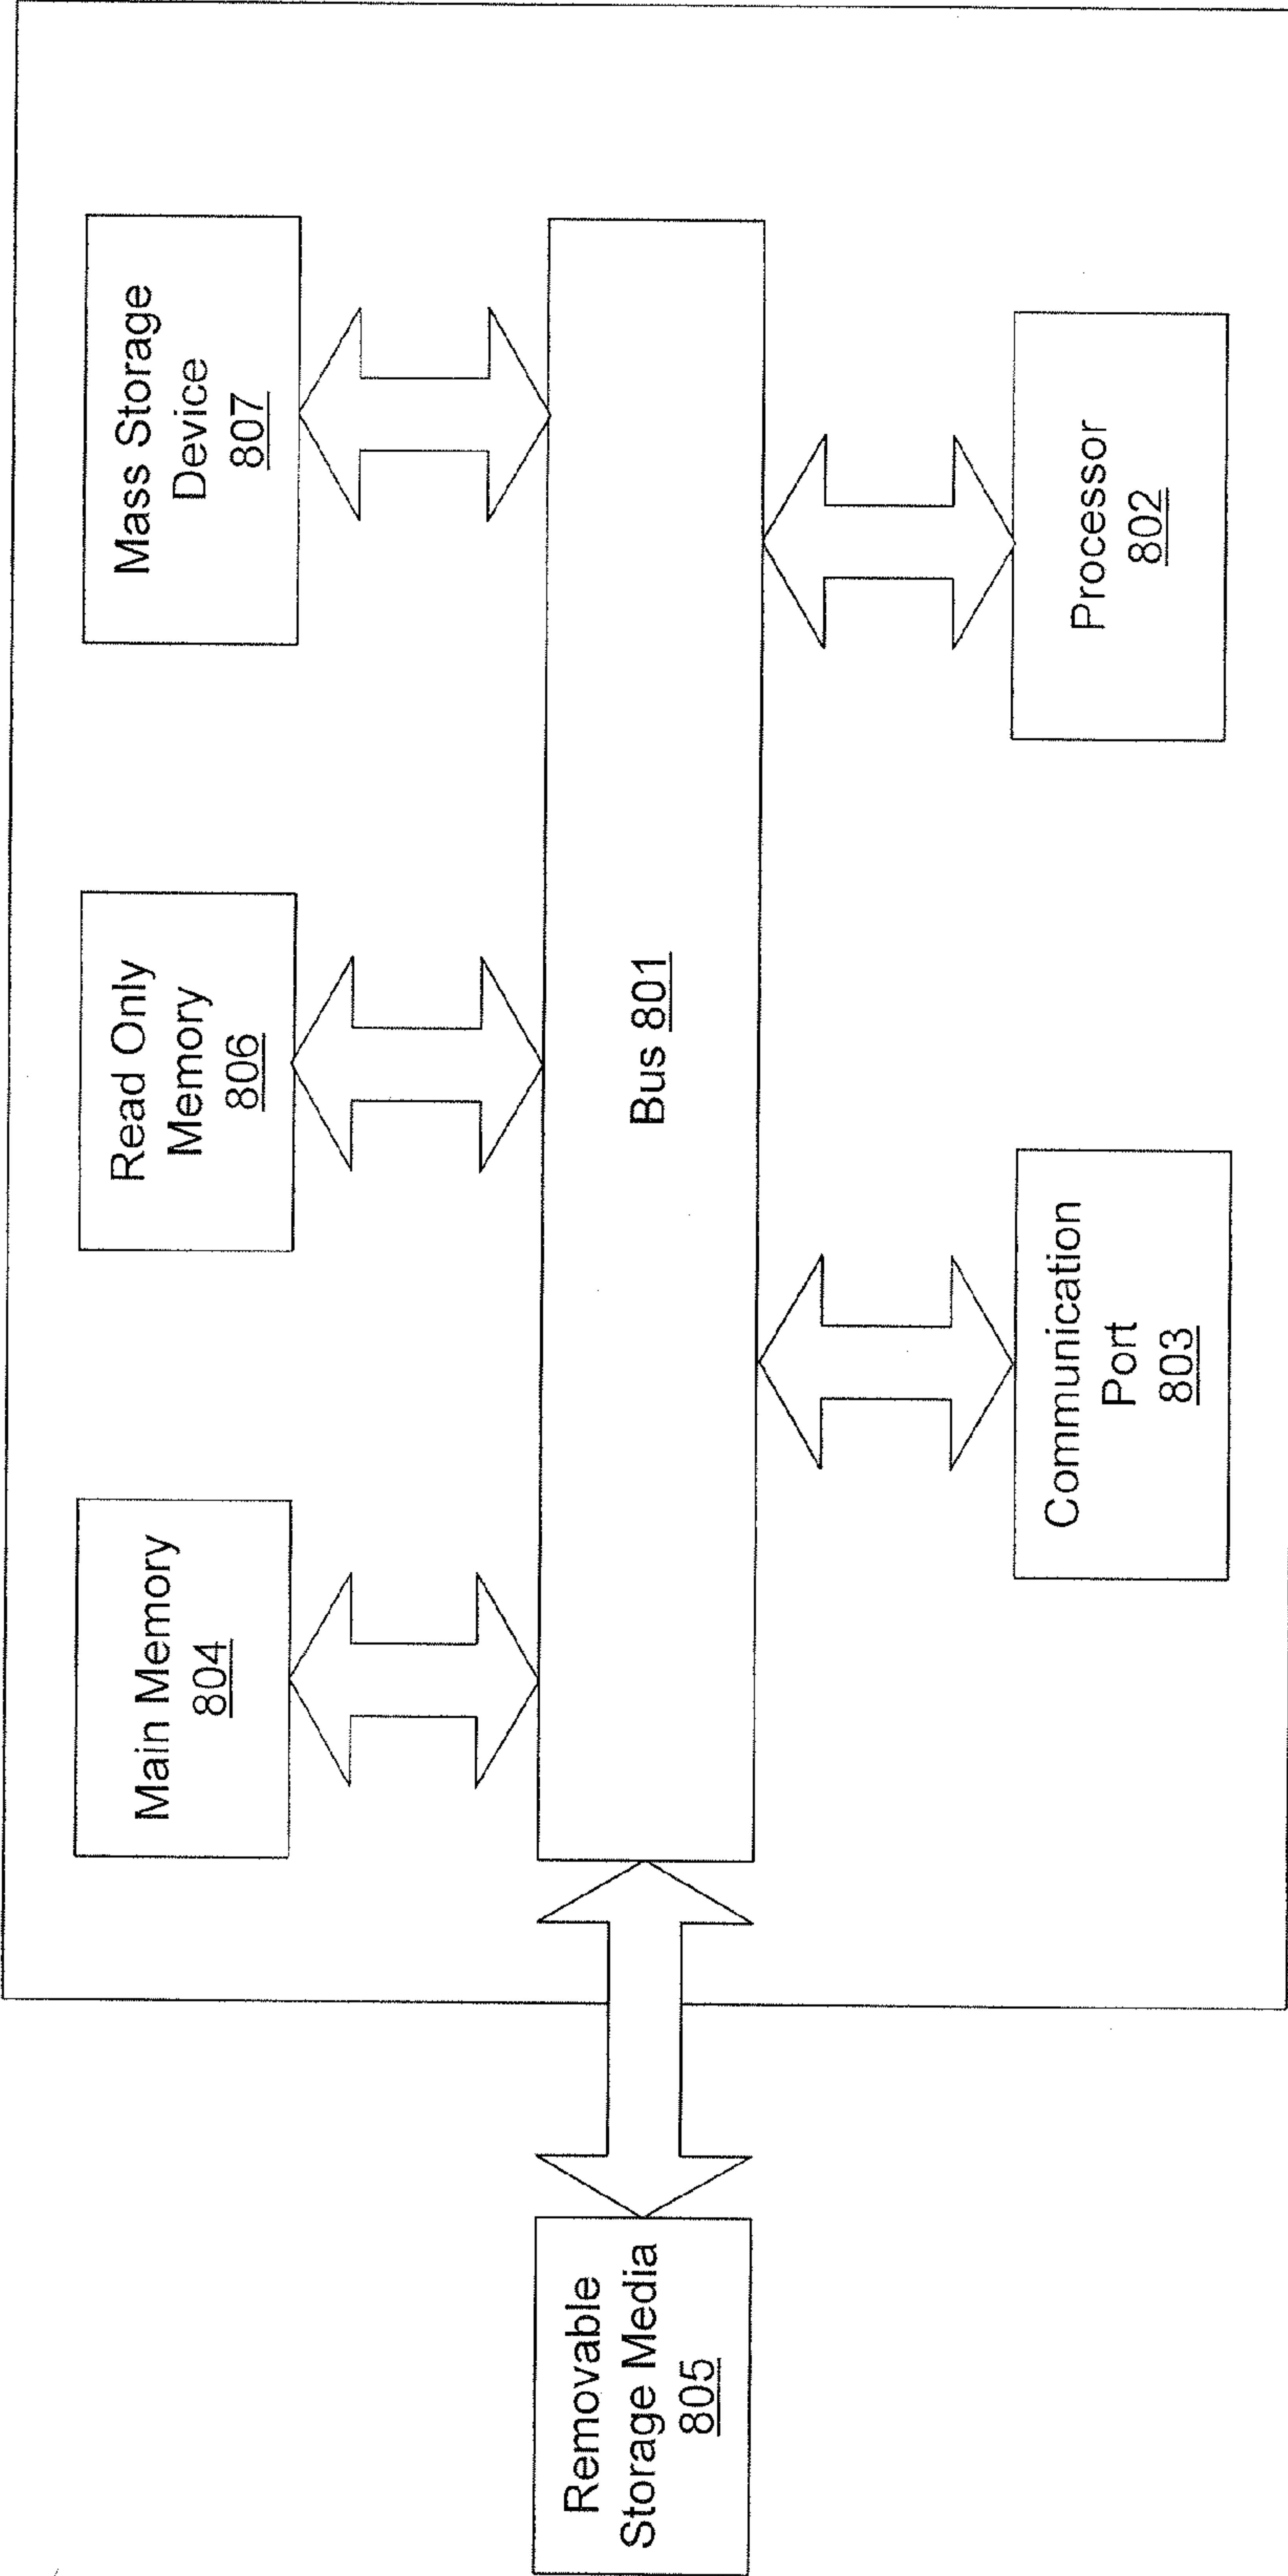 Main Memory
804
Read Only
Memory
806
Mass Storage
Device
807
Removable
Storage Media
805
Bus 801
Communication
Port
803
Processor
802